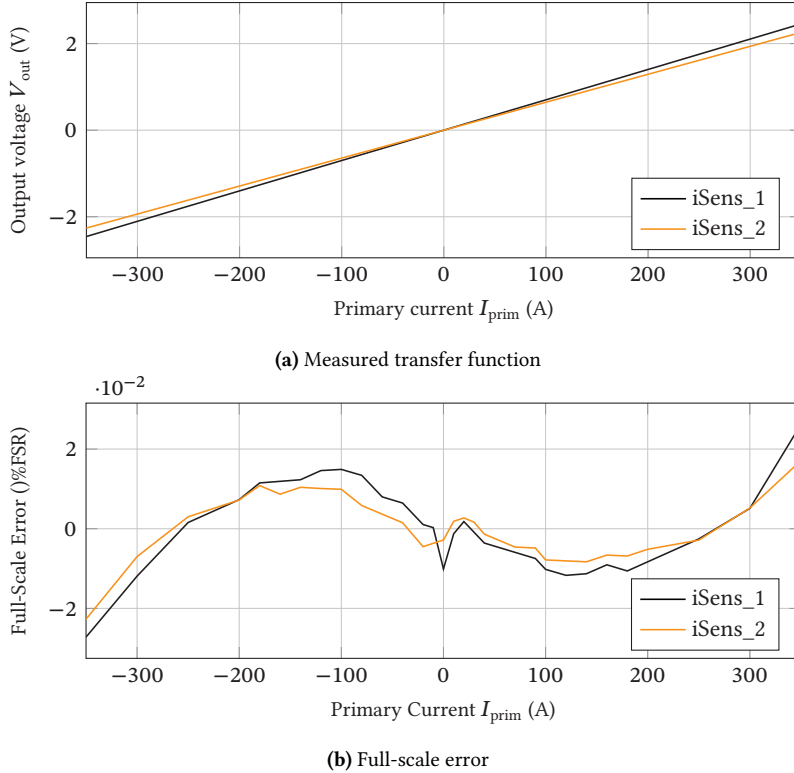 2
0
−2
Output voltage V_out (V)
−300 −200 −100 0 100 200 300
Primary current I_prim (A)
iSens_1
iSens_2
(a) Measured transfer function
·10⁻²
2
0
−2
Full-Scale Error ()%FSR)
−300 −200 −100 0 100 200 300
Primary Current I_prim (A)
iSens_1
iSens_2
(b) Full-scale error